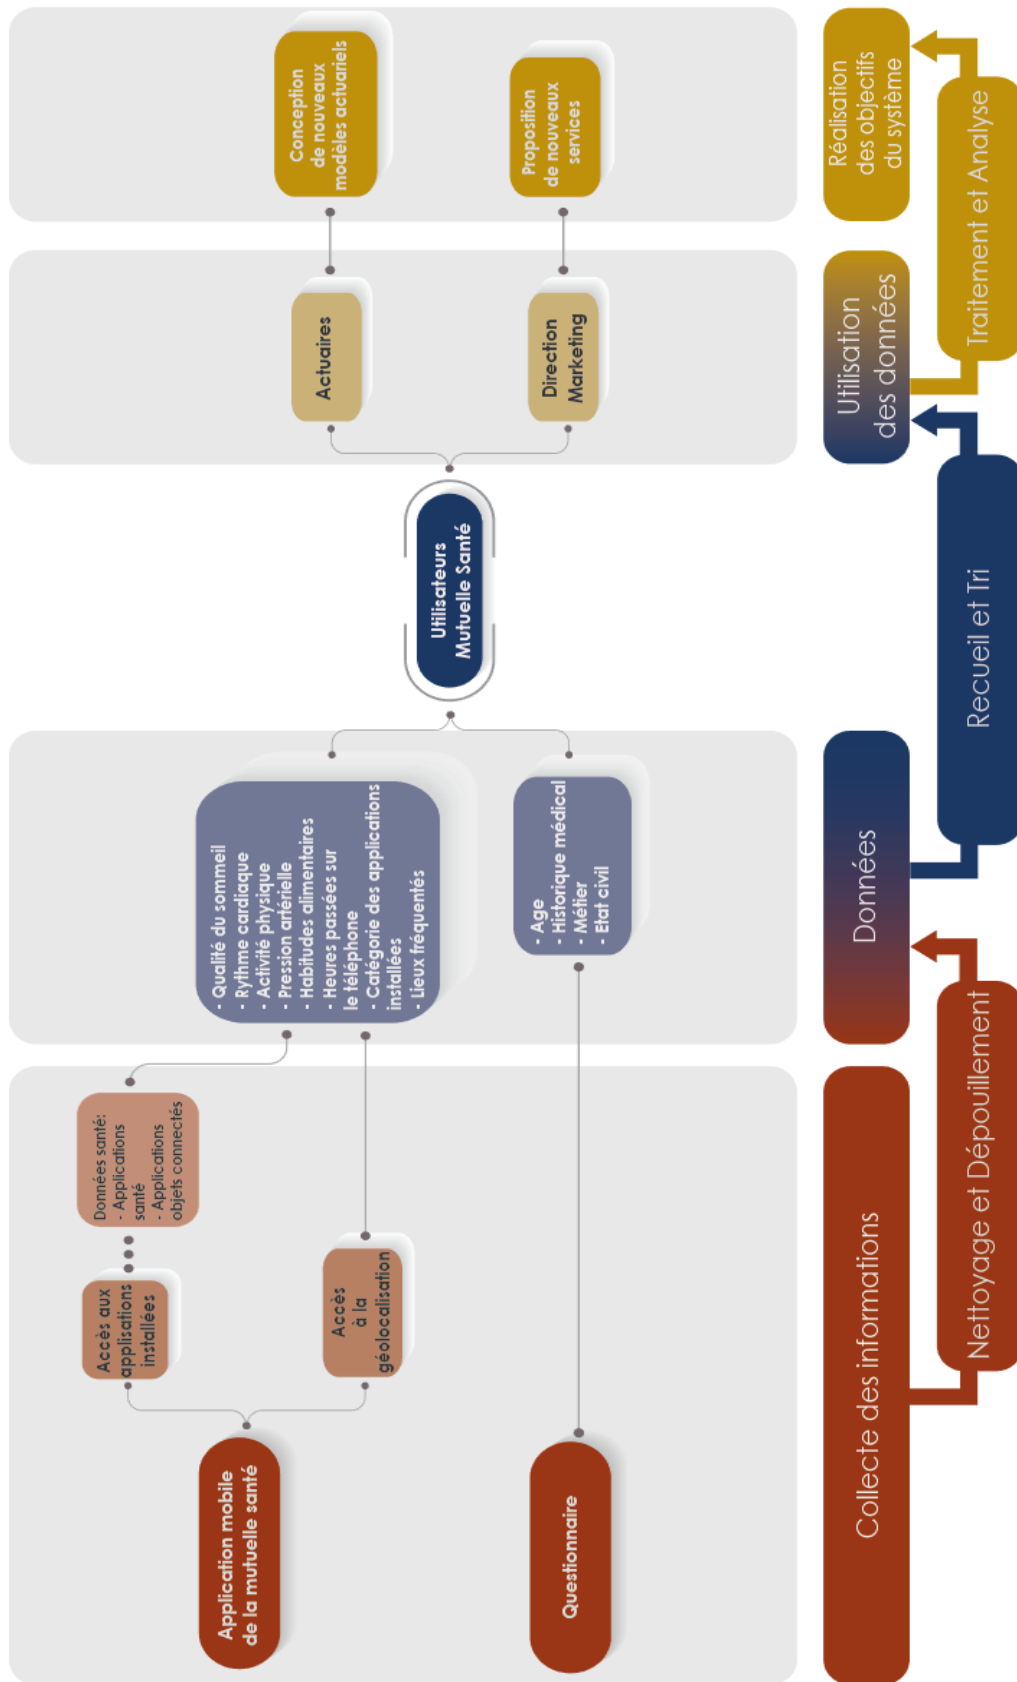 Application mobile
de la mutuelle santé
Questionnaire
Accès aux
applisations
installées
Accès
à la
géolocalisation
Données santé:
- Applications
santé
- Applications
objets connectés
- Qualité du sommeil
- Rythme cardiaque
- Activité physique
- Pression artérielle
- Habitudes alimentaires
- Heures passées sur
le téléphone
- Catégorie des applications
installées
- Lieux fréquentés
- Age
- Historique médical
- Métier
- Etat civil
Utilisateurs
Mutuelle Santé
Actuaires
Direction
Marketing
Conception
de nouveaux
modèles actuariels
Proposition
de nouveaux
services
Collecte des informations
Données
Utilisation
des données
Réalisation
des objectifs
du système
Nettoyage et Dépouillement
Recueil et Tri
Traitement et Analyse